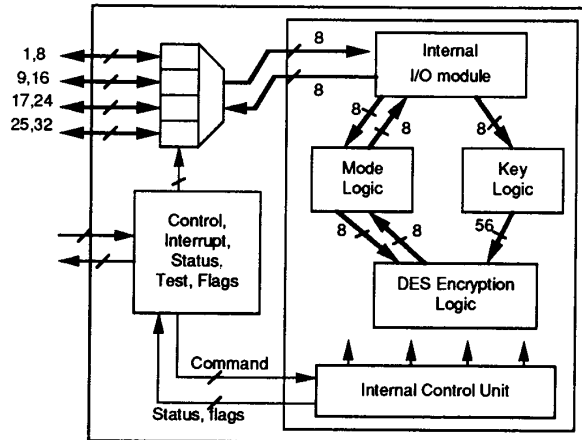 1,8
9,16
17,24
25,32
8
8
Internal
I/O module
8
8
8
Mode
Logic
Key
Logic
8
8
56
Control,
Interrupt,
Status,
Test, Flags
DES Encryption
Logic
Command
Status, flags
Internal Control Unit